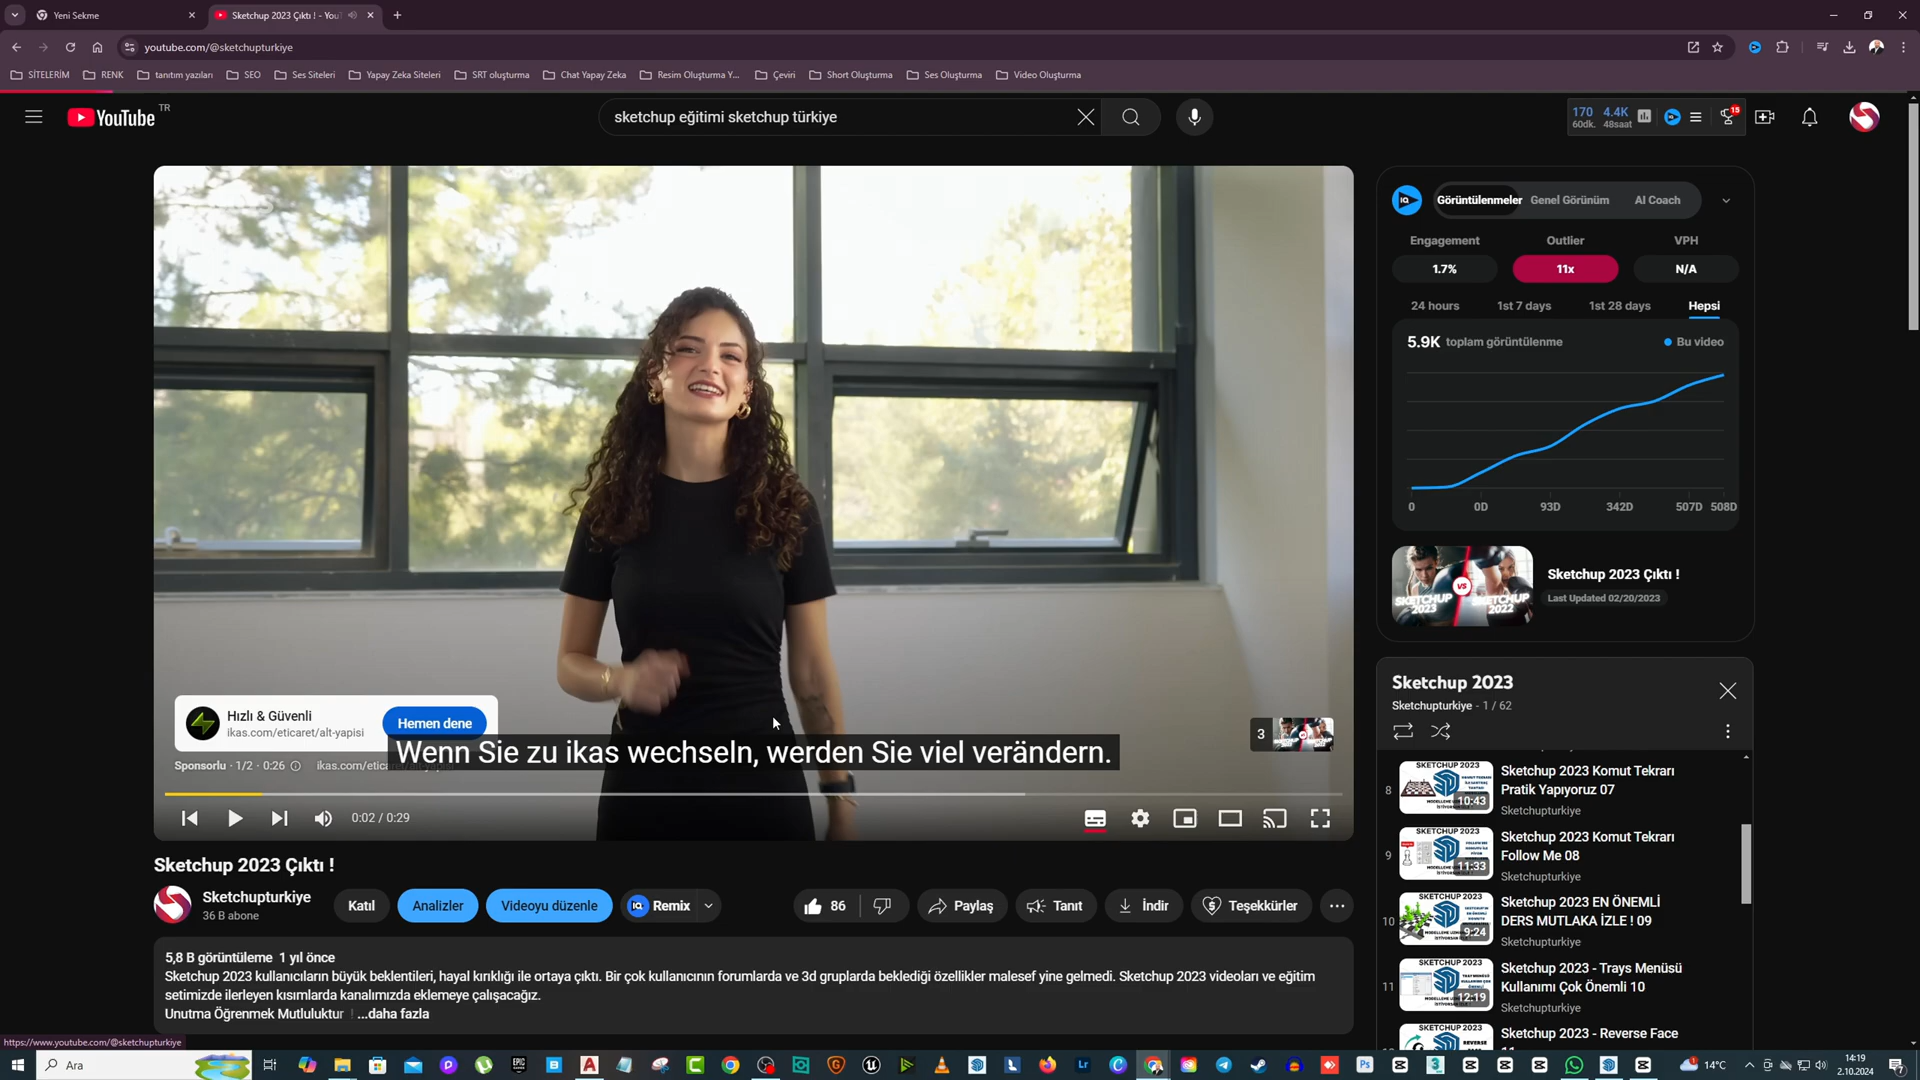 Yeni Sekme
Sketchup 2023 Çıktı ! - You
youtube.com/@sketchupturkiye
SİTELERİM
RENK
tanıtım yazıları
SEO
Ses Siteleri
Yapay Zeka Siteleri
SRT oluşturma
Chat Yapay Zeka
Resim Oluşturma Y...
Çeviri
Short Oluşturma
Ses Oluşturma
Video Oluşturma
YouTube TR
sketchup eğitimi sketchup türkiye
170 4.4K
60dk. 48saat
15
Görüntülenmeler Genel Görünüm AI Coach
Engagement Outlier VPH
1.7% 11x N/A
24 hours 1st 7 days 1st 28 days Hepsi
5.9K toplam görüntülenme Bu video
0 0D 93D 342D 507D 508D
SKETCHUP 2023 VS SKETCHUP 2022
Sketchup 2023 Çıktı !
Last Updated 02/20/2023
Hızlı & Güvenli
ikas.com/eticaret/alt-yapisi
Hemen dene
Wenn Sie zu ikas wechseln, werden Sie viel verändern.
Sponsorlu · 1/2 · 0:26
3
0:02 / 0:29
Sketchup 2023 Çıktı !
Sketchupturkiye
36 B abone
Katıl
Analizler
Videoyu düzenle
Remix
86
Paylaş
Tanıt
İndir
Teşekkürler
5,8 B görüntüleme 1 yıl önce
Sketchup 2023 kullanıcıların büyük beklentileri, hayal kırıklığı ile ortaya çıktı. Bir çok kullanıcının forumlarda ve 3d gruplarda beklediği özellikler malesef yine gelmedi. Sketchup 2023 videoları ve eğitim
setimizde ilerleyen kısımlarda kanalımızda eklemeye çalışacağız.
Unutma Öğrenmek Mutluluktur ! ...daha fazla
Sketchup 2023
Sketchupturkiye - 1 / 62
8
10:43
Sketchup 2023 Komut Tekrarı
Pratik Yapıyoruz 07
Sketchupturkiye
9
11:33
Sketchup 2023 Komut Tekrarı
Follow Me 08
Sketchupturkiye
10
9:24
Sketchup 2023 EN ÖNEMLİ
DERS MUTLAKA İZLE ! 09
Sketchupturkiye
11
12:19
Sketchup 2023 - Trays Menüsü
Kullanımı Çok Önemli 10
Sketchupturkiye
Sketchup 2023 - Reverse Face
https://www.youtube.com/@sketchupturkiye
Ara
14°C
14:19
2.10.2024